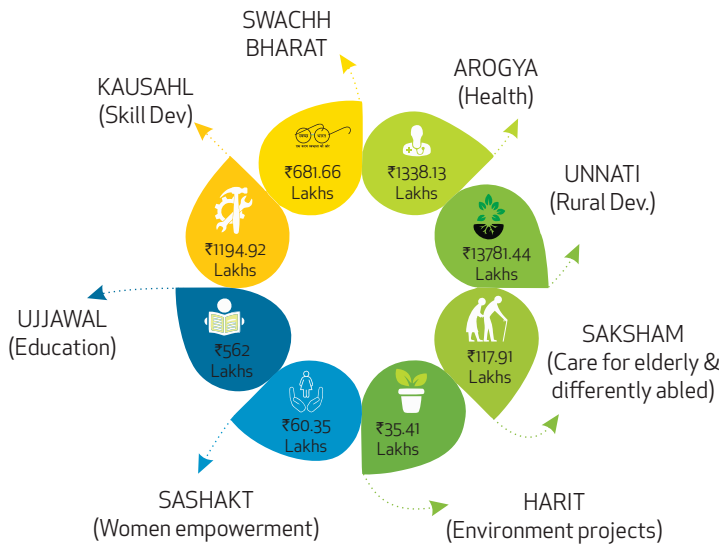 SWACHH
BHARAT
₹681.66
Lakhs
AROGYA
(Health)
₹1338.13
Lakhs
UNNATI
(Rural Dev.)
₹13781.44
Lakhs
SAKSHAM
(Care for elderly &
differently abled)
₹117.91
Lakhs
HARIT
(Environment projects)
₹35.41
Lakhs
SASHAKT
(Women empowerment)
₹60.35
Lakhs
UJJAWAL
(Education)
₹562
Lakhs
KAUSAHL
(Skill Dev)
₹1194.92
Lakhs